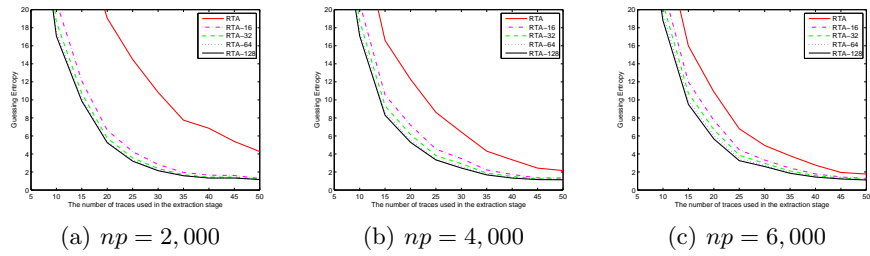 20
18
16
14
12
10
8
6
4
2
0
Guessing Entropy
5 10 15 20 25 30 35 40 45 50
The number of traces used in the extraction stage
RTA
RTA−16
RTA−32
RTA−64
RTA−128
(a) np = 2, 000
20
18
16
14
12
10
8
6
4
2
0
Guessing Entropy
5 10 15 20 25 30 35 40 45 50
The number of traces used in the extraction stage
RTA
RTA−16
RTA−32
RTA−64
RTA−128
(b) np = 4, 000
20
18
16
14
12
10
8
6
4
2
0
Guessing Entropy
5 10 15 20 25 30 35 40 45 50
The number of traces used in the extraction stage
RTA
RTA−16
RTA−32
RTA−64
RTA−128
(c) np = 6, 000